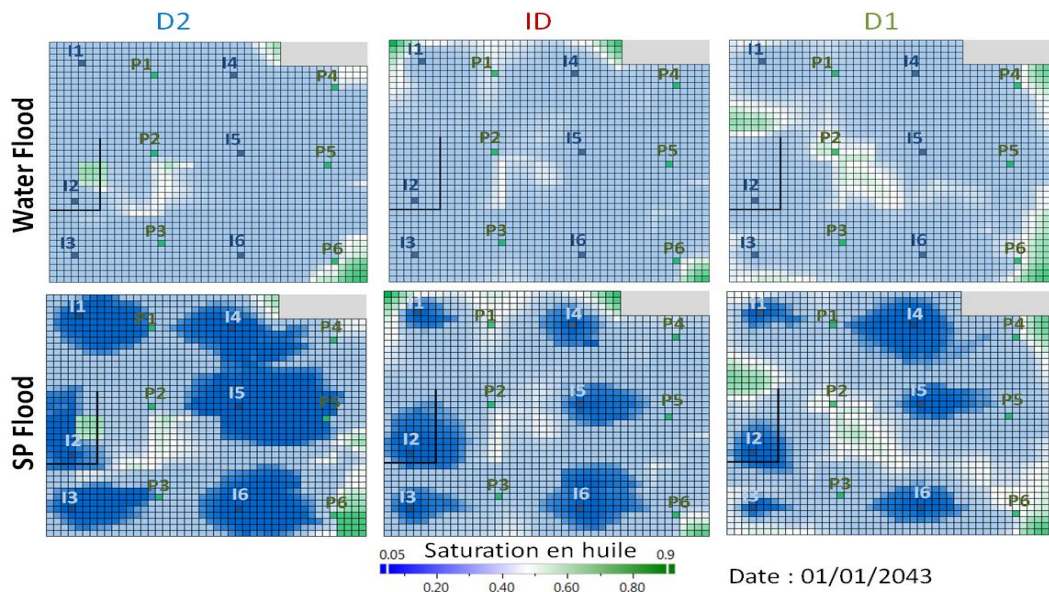 D2 ID D1
Water Flood
I1 P1 I4 P4
P2 I5 P5
I2
I3 P3 I6 P6
I1 P1 I4 P4
P2 I5 P5
I2
I3 P3 I6 P6
I1 P1 I4 P4
P2 I5 P5
I2
I3 P3 I6 P6
SP Flood
I1 P1 I4 P4
P2 I5 P5
I2
I3 P3 I6 P6
I1 P1 I4 P4
P2 I5 P5
I2
I3 P3 I6 P6
I1 P1 I4 P4
P2 I5 P5
I2
I3 P3 I6 P6
0.05 Saturation en huile 0.9
0.20 0.40 0.60 0.80
Date : 01/01/2043